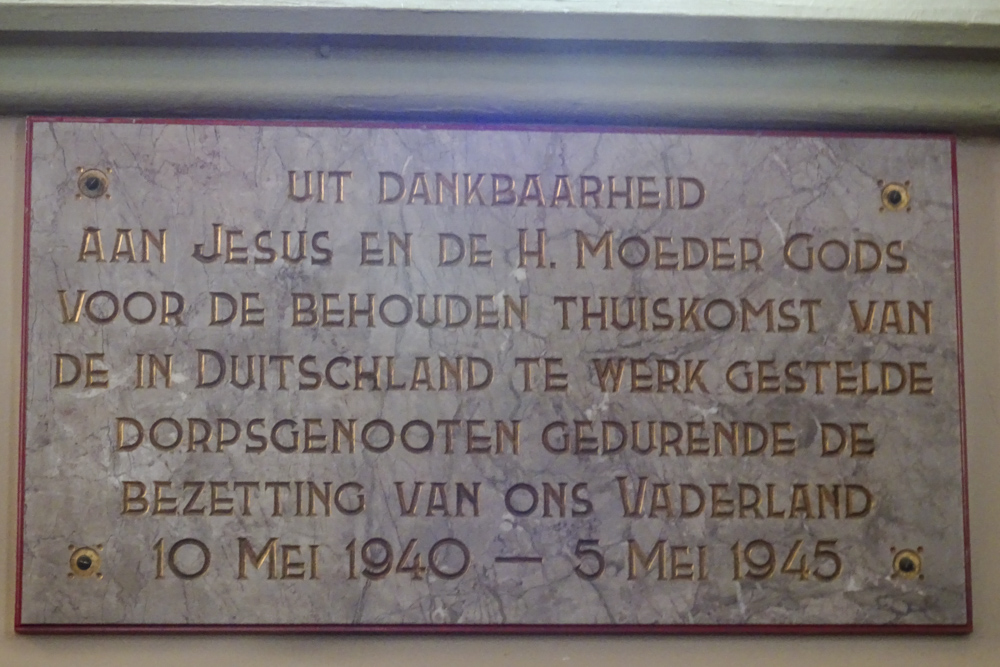 UIT DANKBAARHEID
AAN JESUS EN DE H. MOEDER GODS
VOOR DE BEHOUDEN THUISKOMST VAN
DE IN DUITSCHLAND TE WERK GESTELDE
DORPSGENOOTEN GEDURENDE DE
BEZETTING VAN ONS VADERLAND
10 MEI 1940 — 5 MEI 1945